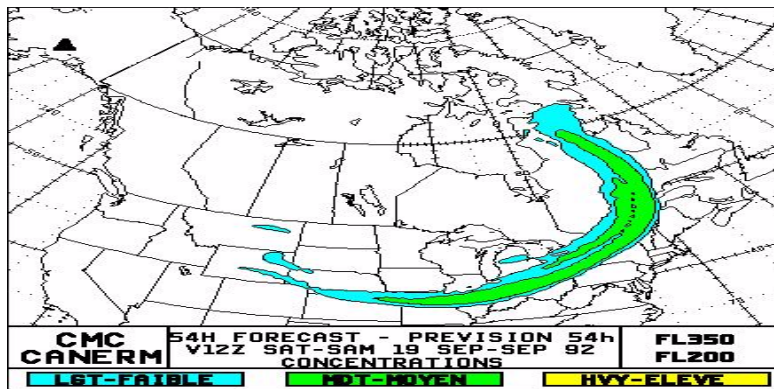 CMC
CANERM
54H FORECAST - PREVISION 54h
V12Z SAT-SAM 19 SEP-SEP 92
CONCENTRATIONS
FL350
FL200
LGT-FAIBLE
MDT-MOYEN
HVY-ELEVE